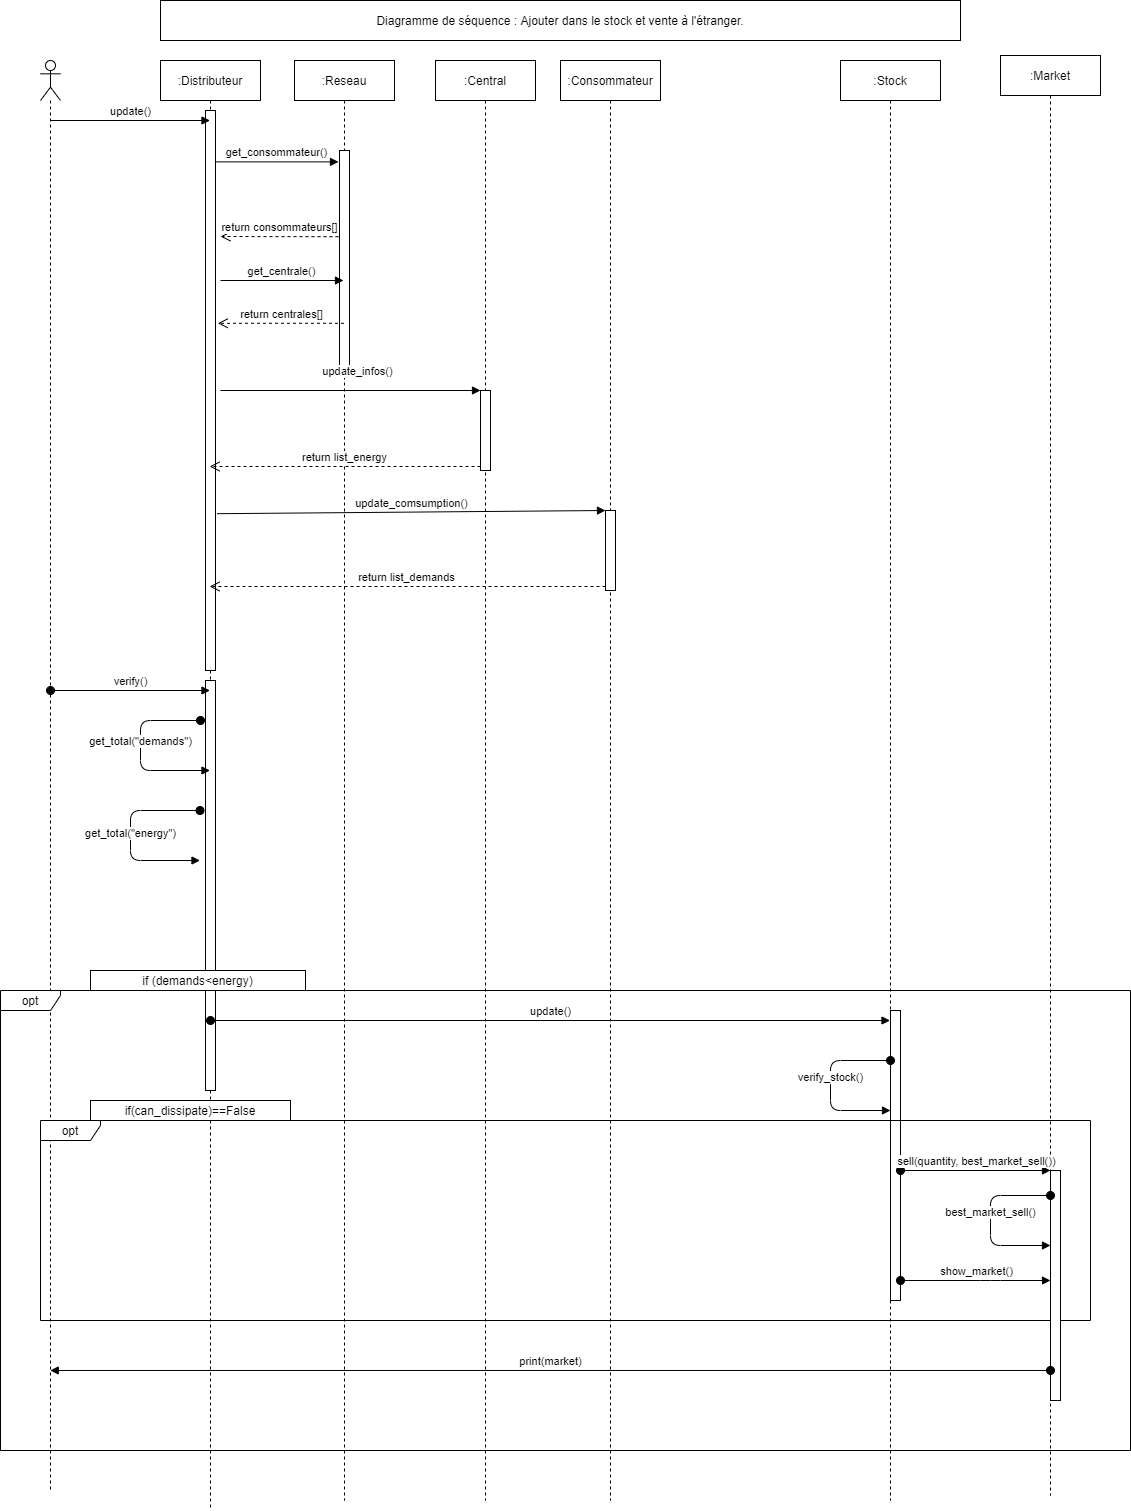 Diagramme de séquence : Ajouter dans le stock et vente à l'étranger.
:Distributeur
:Reseau
:Central
:Consommateur
:Stock
:Market
update()
get_consommateur()
return consommateurs[]
get_centrale()
return centrales[]
update_infos()
return list_energy
update_comsumption()
return list_demands
verify()
get_total("demands")
get_total("energy")
if (demands<energy)
opt
update()
verify_stock()
if(can_dissipate)==False
opt
sell(quantity, best_market_sell())
best_market_sell()
show_market()
print(market)